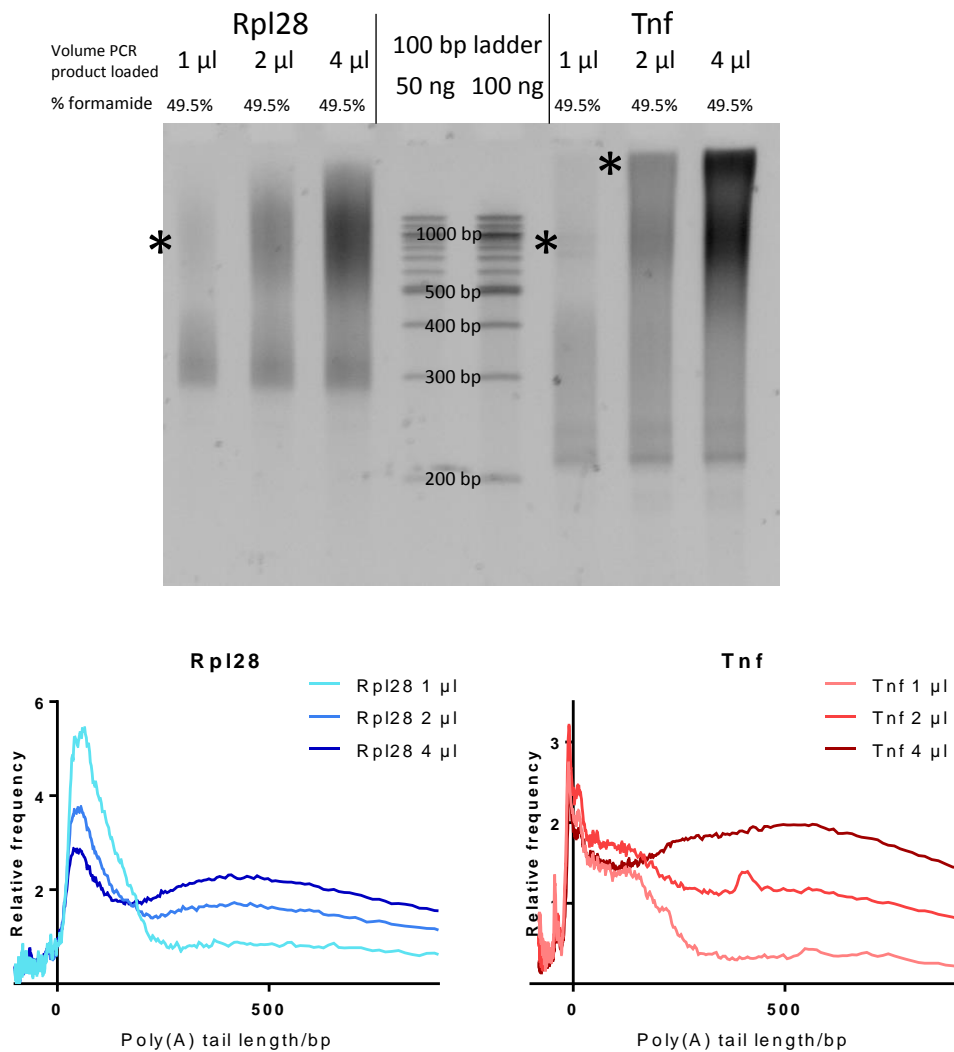 Rpl28
Tnf
Volume PCR product loaded
1 µl 2 µl 4 µl
100 bp ladder
50 ng 100 ng
1 µl 2 µl 4 µl
% formamide 49.5% 49.5% 49.5% 49.5% 49.5% 49.5%
*
*
*
1000 bp
500 bp
400 bp
300 bp
200 bp
Rpl28
Rpl28 1 µl
Rpl28 2 µl
Rpl28 4 µl
Relative frequency
6
4
2
0 500
Poly(A) tail length/bp
Tnf
Tnf 1 µl
Tnf 2 µl
Tnf 4 µl
Relative frequency
3
2
0 500
Poly(A) tail length/bp